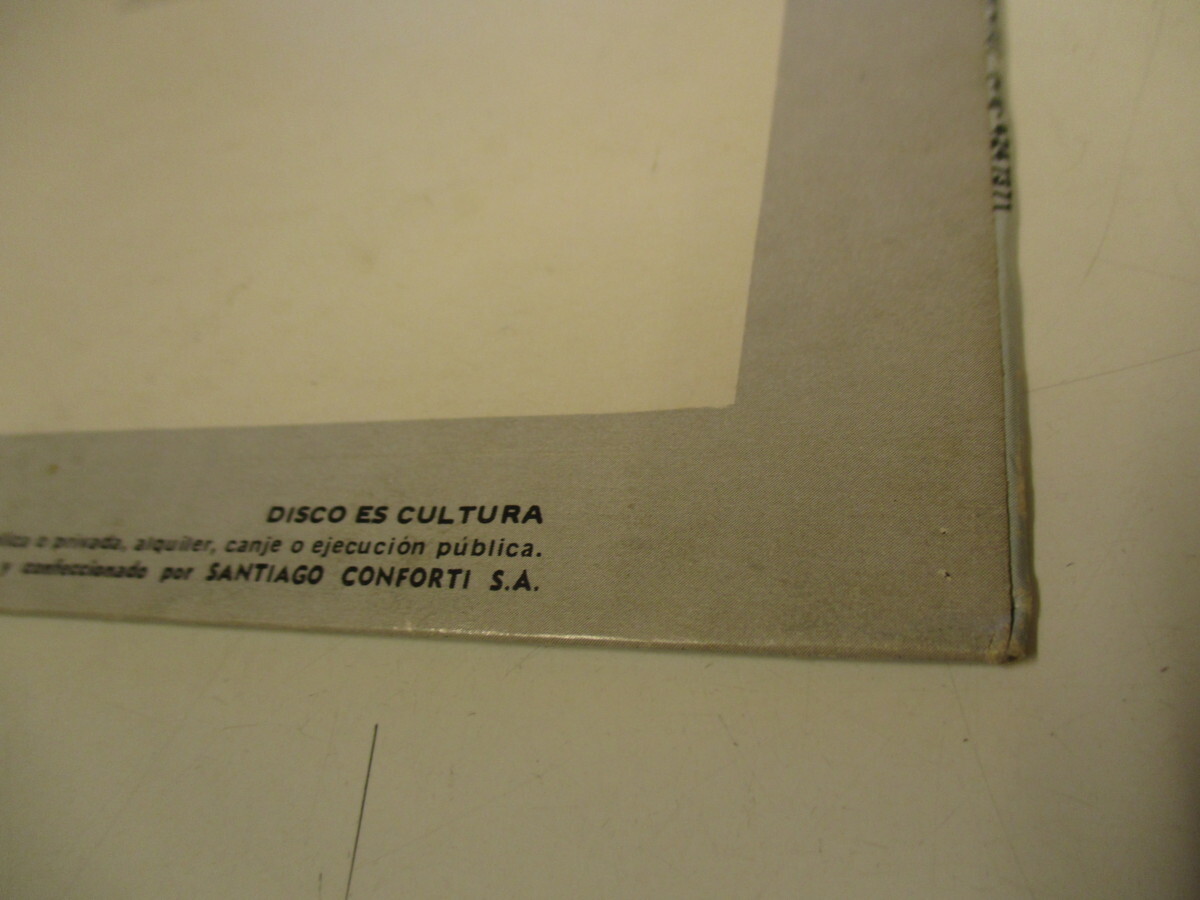 DISCO ES CULTURA
o privada, alquiler, canje o ejecución pública.
y confeccionado por SANTIAGO CONFORTI S.A.